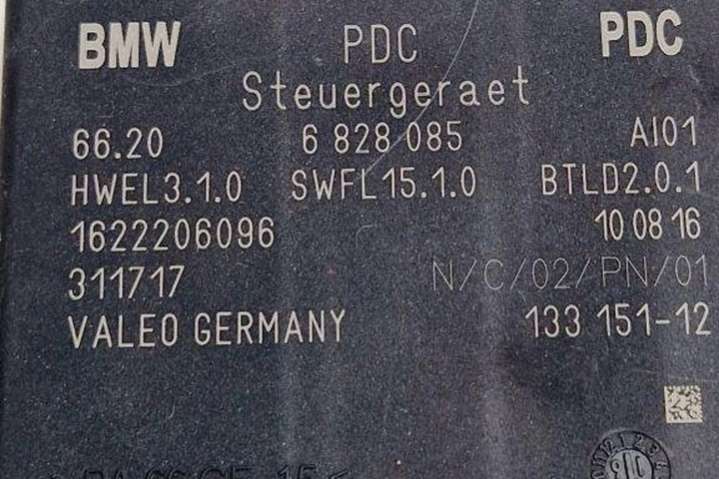 BMW PDC PDC
Steuergeraet
66.20 6 828 085 AI01
HWEL3.1.0 SWFL15.1.0 BTLD2.0.1
1622206096 10 08 16
311717 N/C/02/PN/01
VALEO GERMANY 133 151-12